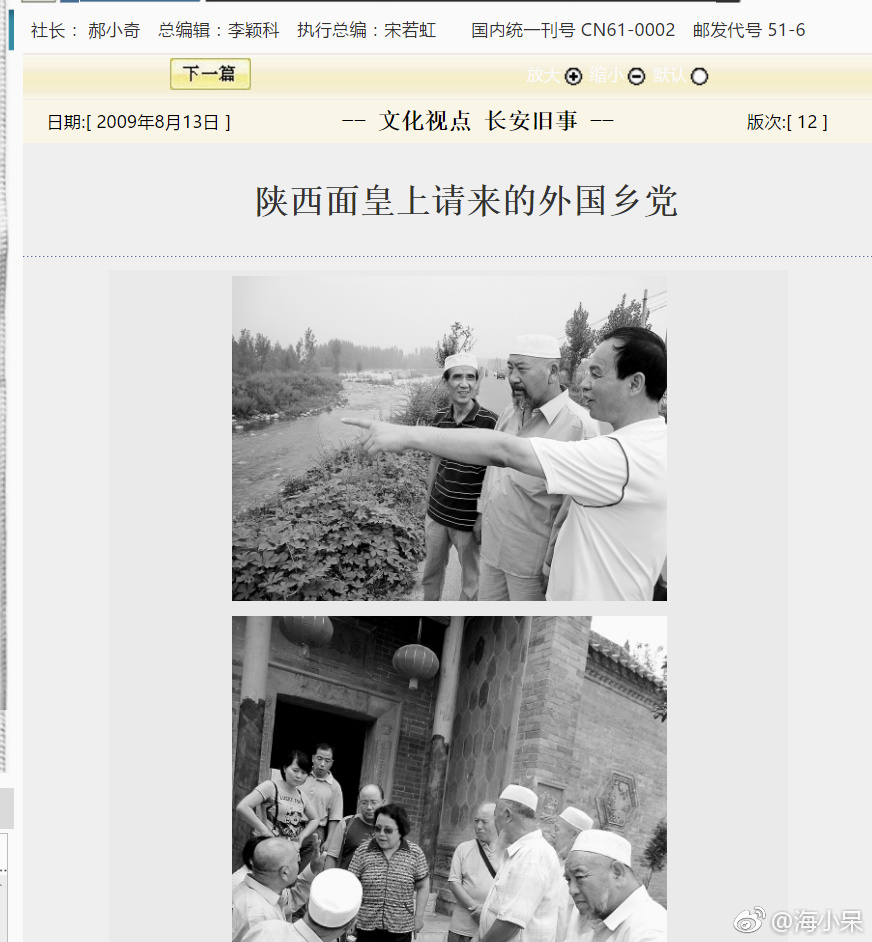 社长： 郝小奇 总编辑：李颖科 执行总编：宋若虹 国内统一刊号 CN61-0002 邮发代号 51-6
下一篇 放大 缩小 默认
日期:[ 2009年8月13日 ] -- 文化视点 长安旧事 -- 版次:[ 12 ]
陕西面皇上请来的外国乡党
@海小呆